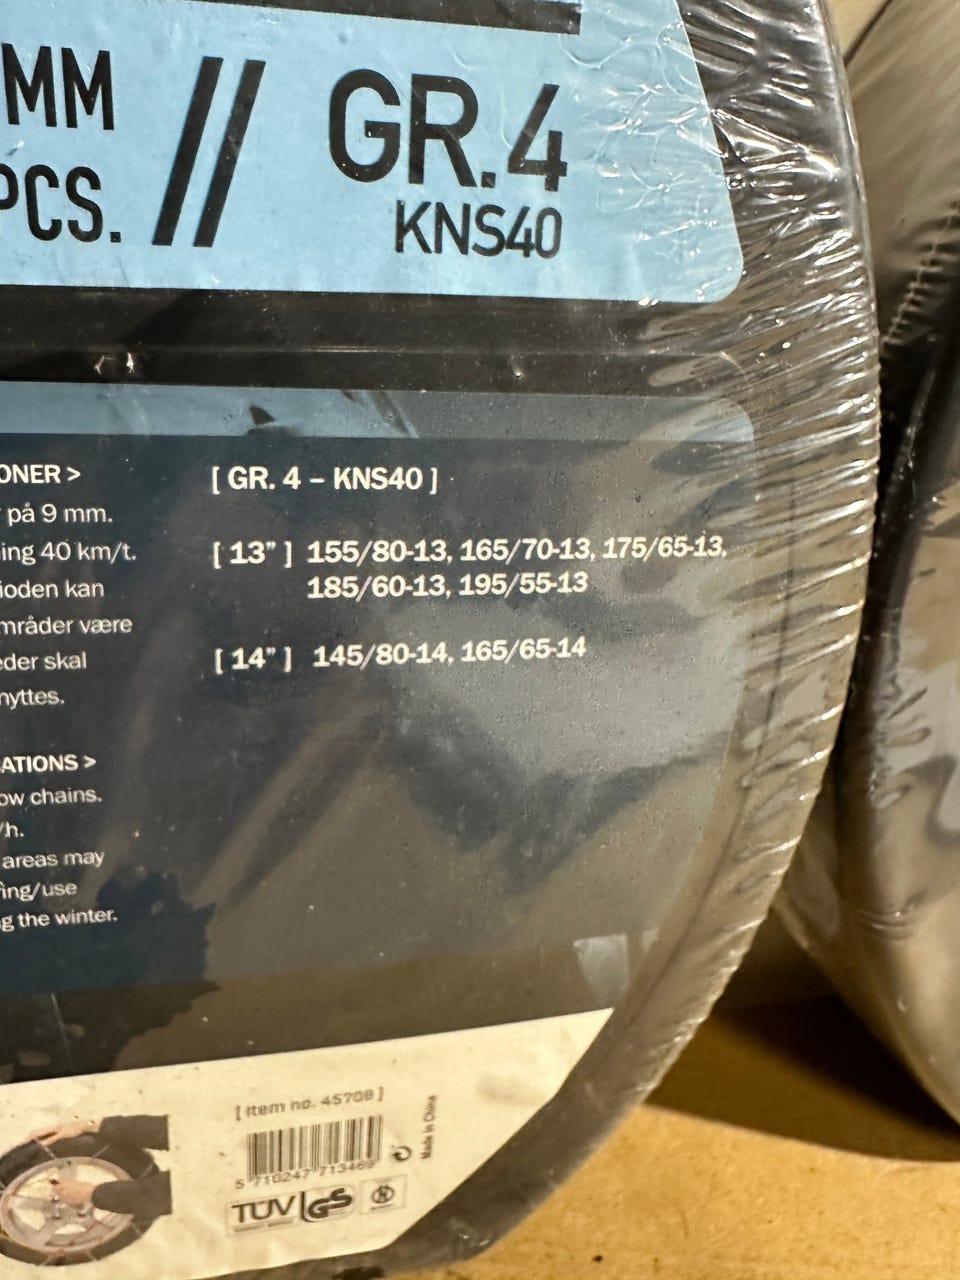 MM
PCS.
//
GR.4
KNS40
ONER >
på 9 mm.
ing 40 km/t.
ioden kan
mråder være
eder skal
nyttes.
[ GR. 4 – KNS40 ]
[ 13” ] 155/80-13, 165/70-13, 175/65-13,
185/60-13, 195/55-13
[ 14” ] 145/80-14, 165/65-14
ATIONS >
ow chains.
/h.
areas may
ing/use
g the winter.
[ Item no. 45708 ]
5 710247 713469
Made in China
TÜV GS